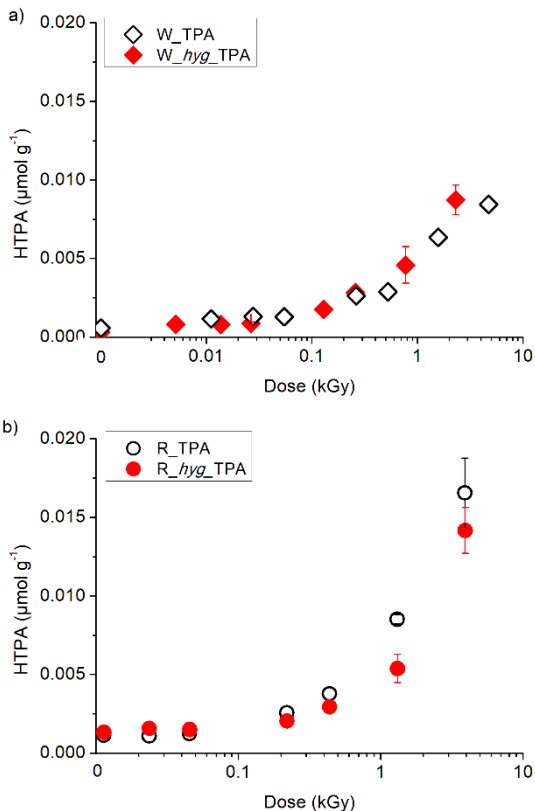 a)
W_TPA
W_hyg_TPA
HTPA (µmol g⁻¹)
0.020
0.015
0.010
0.005
0.000
0
0.01
0.1
1
10
Dose (kGy)
b)
R_TPA
R_hyg_TPA
HTPA (µmol g⁻¹)
0.020
0.015
0.010
0.005
0.000
0
0.1
1
10
Dose (kGy)